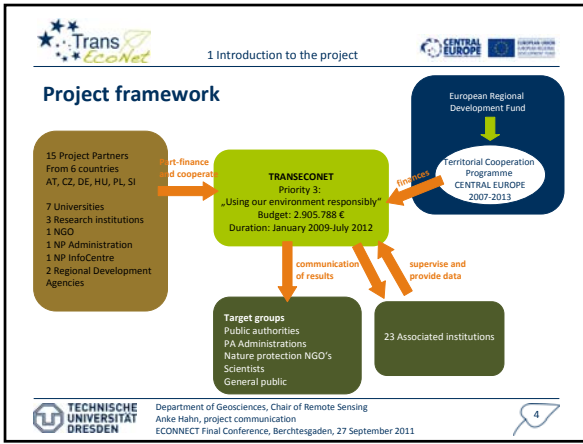 Trans
EcoNet
1 Introduction to the project
CENTRAL
EUROPE
EUROPEAN UNION
EUROPEAN REGIONAL
DEVELOPMENT FUND
Project framework
15 Project Partners
From 6 countries
AT, CZ, DE, HU, PL, SI
7 Universities
3 Research institutions
1 NGO
1 NP Administration
1 NP InfoCentre
2 Regional Development
Agencies
Part-finance
and cooperate
TRANSECONET
Priority 3:
„Using our environment responsibly“
Budget: 2.905.788 €
Duration: January 2009-July 2012
finances
European Regional
Development Fund
Territorial Cooperation
Programme
CENTRAL EUROPE
2007-2013
communication
of results
supervise and
provide data
Target groups
Public authorities
PA Administrations
Nature protection NGO's
Scientists
General public
23 Associated institutions
TECHNISCHE
UNIVERSITÄT
DRESDEN
Department of Geosciences, Chair of Remote Sensing
Anke Hahn, project communication
ECONNECT Final Conference, Berchtesgaden, 27 September 2011
4